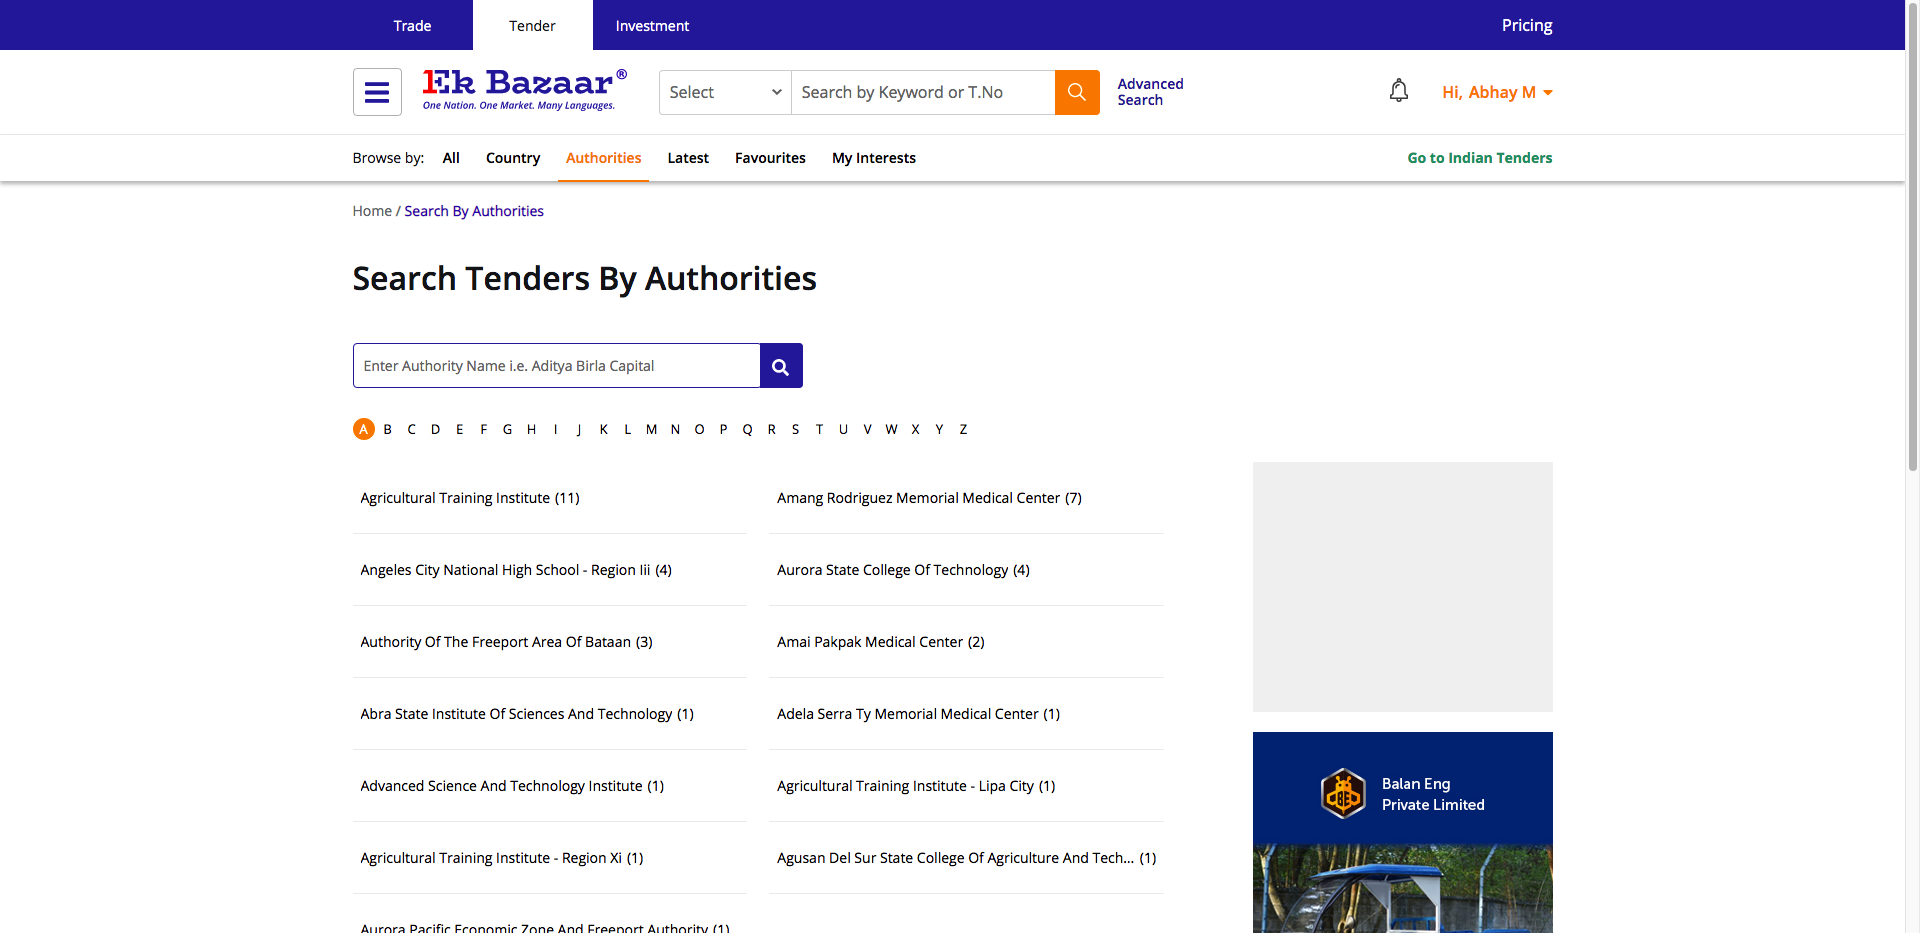 Trade
Tender
Investment
Pricing
Ek Bazaar®
One Nation. One Market. Many Languages.
Select
Search by Keyword or T.No
Advanced
Search
Hi, Abhay M
Browse by:
All
Country
Authorities
Latest
Favourites
My Interests
Go to Indian Tenders
Home / Search By Authorities
Search Tenders By Authorities
Enter Authority Name i.e. Aditya Birla Capital
A B C D E F G H I J K L M N O P Q R S T U V W X Y Z
Agricultural Training Institute (11)
Amang Rodriguez Memorial Medical Center (7)
Angeles City National High School - Region Iii (4)
Aurora State College Of Technology (4)
Authority Of The Freeport Area Of Bataan (3)
Amai Pakpak Medical Center (2)
Abra State Institute Of Sciences And Technology (1)
Adela Serra Ty Memorial Medical Center (1)
Advanced Science And Technology Institute (1)
Agricultural Training Institute - Lipa City (1)
Agricultural Training Institute - Region Xi (1)
Agusan Del Sur State College Of Agriculture And Tech... (1)
Aurora Pacific Economic Zone And Freeport Authority (1)
Balan Eng
Private Limited